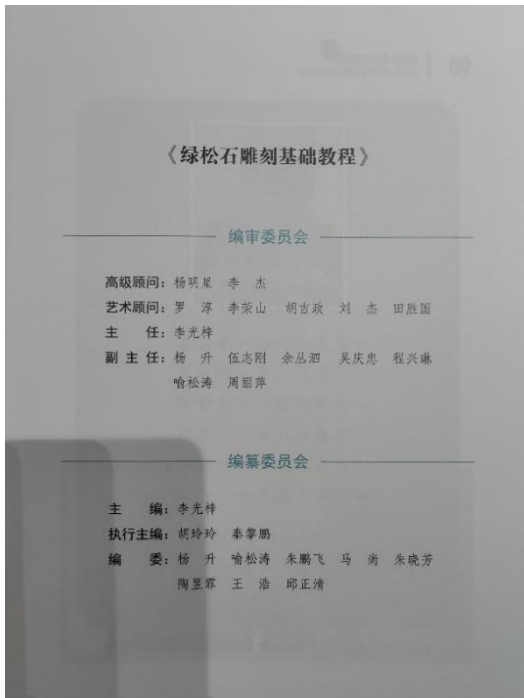 《绿松石雕刻基础教程》
编审委员会
高级顾问：杨明星 李 杰
艺术顾问：罗 淳 李荣山 胡古政 刘 杰 田胜国
主 任：李光梓
副 主 任：杨 升 伍志刚 余丛泗 吴庆忠 程兴琳
喻松涛 周丽萍
编纂委员会
主 编：李光梓
执行主编：胡玲玲 秦黎鹏
编 委：杨 升 喻松涛 朱鹏飞 马 尚 朱晓芳
陶昱霏 王 浩 邱正清